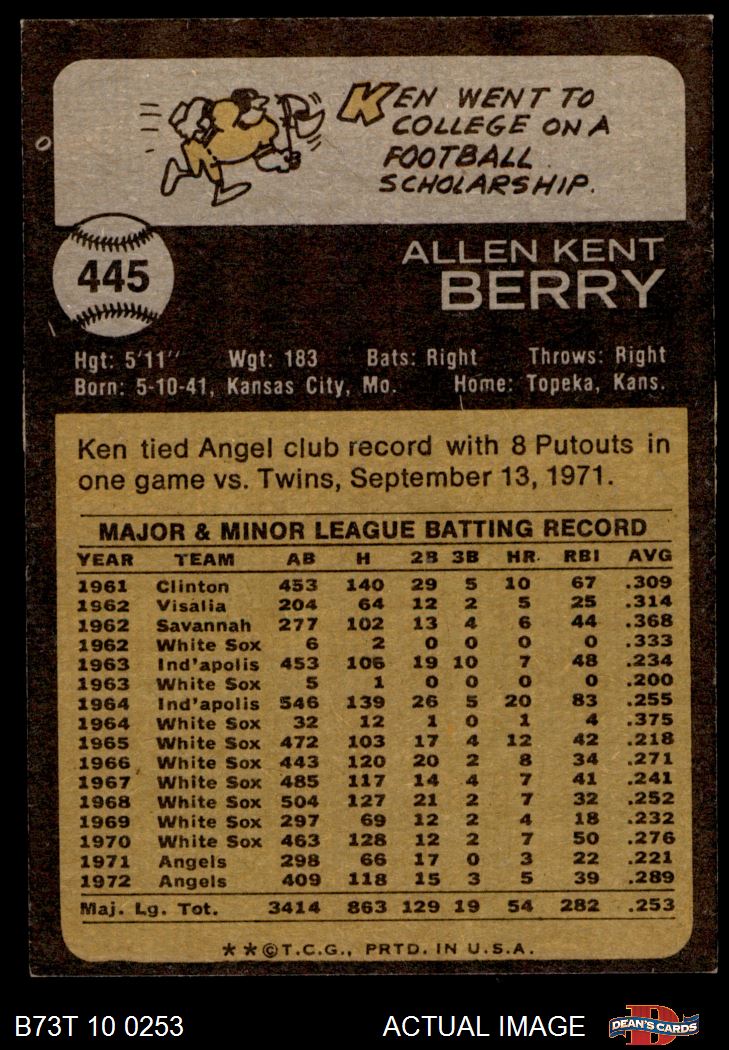 KEN WENT TO
COLLEGE ON A
FOOTBALL
SCHOLARSHIP.
445
ALLEN KENT
BERRY
Hgt: 5'11" Wgt: 183 Bats: Right Throws: Right
Born: 5-10-41, Kansas City, Mo. Home: Topeka, Kans.
Ken tied Angel club record with 8 Putouts in
one game vs. Twins, September 13, 1971.
MAJOR & MINOR LEAGUE BATTING RECORD
YEAR TEAM AB H 2B 3B HR. RBI AVG
1961 Clinton 453 140 29 5 10 67 .309
1962 Visalia 204 64 12 2 5 25 .314
1962 Savannah 277 102 13 4 6 44 .368
1962 White Sox 6 2 0 0 0 0 .333
1963 Ind'apolis 453 106 19 10 7 48 .234
1963 White Sox 5 1 0 0 0 0 .200
1964 Ind'apolis 546 139 26 5 20 83 .255
1964 White Sox 32 12 1 0 1 4 .375
1965 White Sox 472 103 17 4 12 42 .218
1966 White Sox 443 120 20 2 8 34 .271
1967 White Sox 485 117 14 4 7 41 .241
1968 White Sox 504 127 21 2 7 32 .252
1969 White Sox 297 69 12 2 4 18 .232
1970 White Sox 463 128 12 2 7 50 .276
1971 Angels 298 66 17 0 3 22 .221
1972 Angels 409 118 15 3 5 39 .289
Maj. Lg. Tot. 3414 863 129 19 54 282 .253
**©T.C.G., PRTD. IN U.S.A.
B73T 10 0253 ACTUAL IMAGE D DEAN'S CARDS